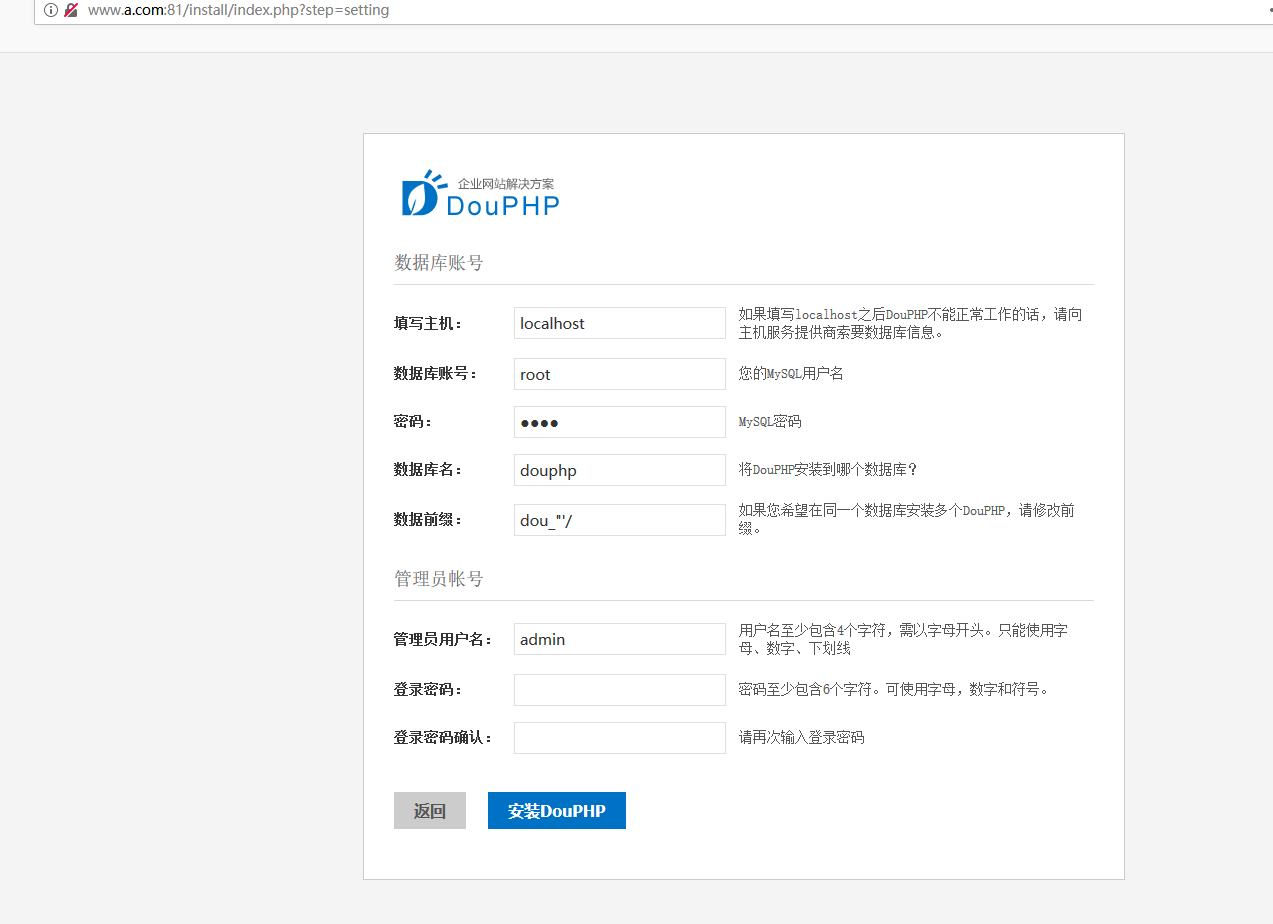 www.a.com:81/install/index.php?step=setting
企业网站解决方案
DouPHP
数据库账号
填写主机：
localhost
如果填写localhost之后DouPHP不能正常工作的话，请向
主机服务提供商索要数据库信息。
数据库账号：
root
您的MySQL用户名
密码：
●●●●
MySQL密码
数据库名：
douphp
将DouPHP安装到哪个数据库？
数据前缀：
dou_"'/
如果您希望在同一个数据库安装多个DouPHP，请修改前
缀。
管理员帐号
管理员用户名：
admin
用户名至少包含4个字符，需以字母开头。只能使用字
母、数字、下划线
登录密码：
密码至少包含6个字符。可使用字母，数字和符号。
登录密码确认：
请再次输入登录密码
返回
安装DouPHP